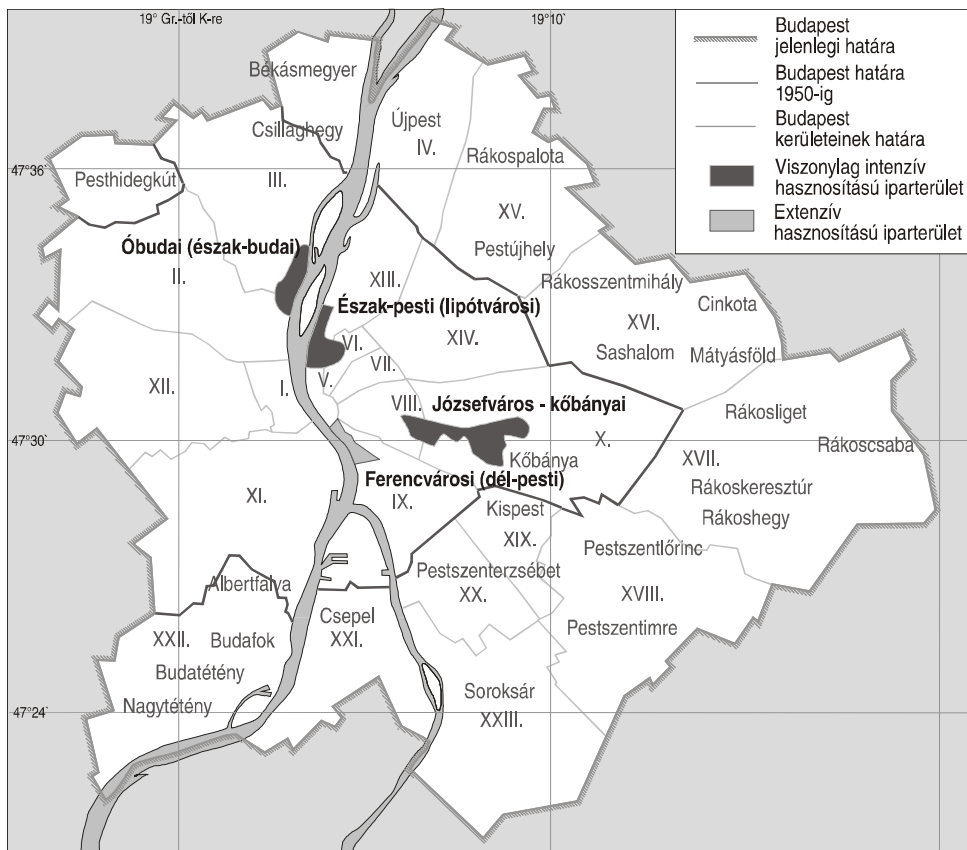 19° Gr.-től K-re
19°10´
Budapest
jelenlegi határa
Budapest határa
1950-ig
Budapest
kerületeinek határa
Viszonylag intenzív
hasznosítású iparterület
Extenzív
hasznosítású iparterület
Békásmegyer
Csillaghegy
Újpest
IV.
Rákospalota
47°36´
Pesthidegkút
III.
XV.
Pestújhely
Óbudai (észak-budai)
II.
XIII.
Rákosszentmihály
Cinkota
Észak-pesti (lipótvárosi)
XVI.
XIV.
VI.
Sashalom
Mátyásföld
VII.
XII.
I.
V.
VIII.
Józsefváros - kőbányai
Rákosliget
47°30´
X.
Rákoscsaba
Kőbánya
XVII.
Ferencvárosi (dél-pesti)
Rákoskeresztúr
XI.
IX.
Kispest
Rákoshegy
XIX.
Pestszentlőrinc
Pestszenterzsébet
Albertfalva
XX.
XVIII.
Csepel
XXI.
Pestszentimre
XXII.
Budafok
Budatétény
Nagytétény
Soroksár
XXIII.
47°24´